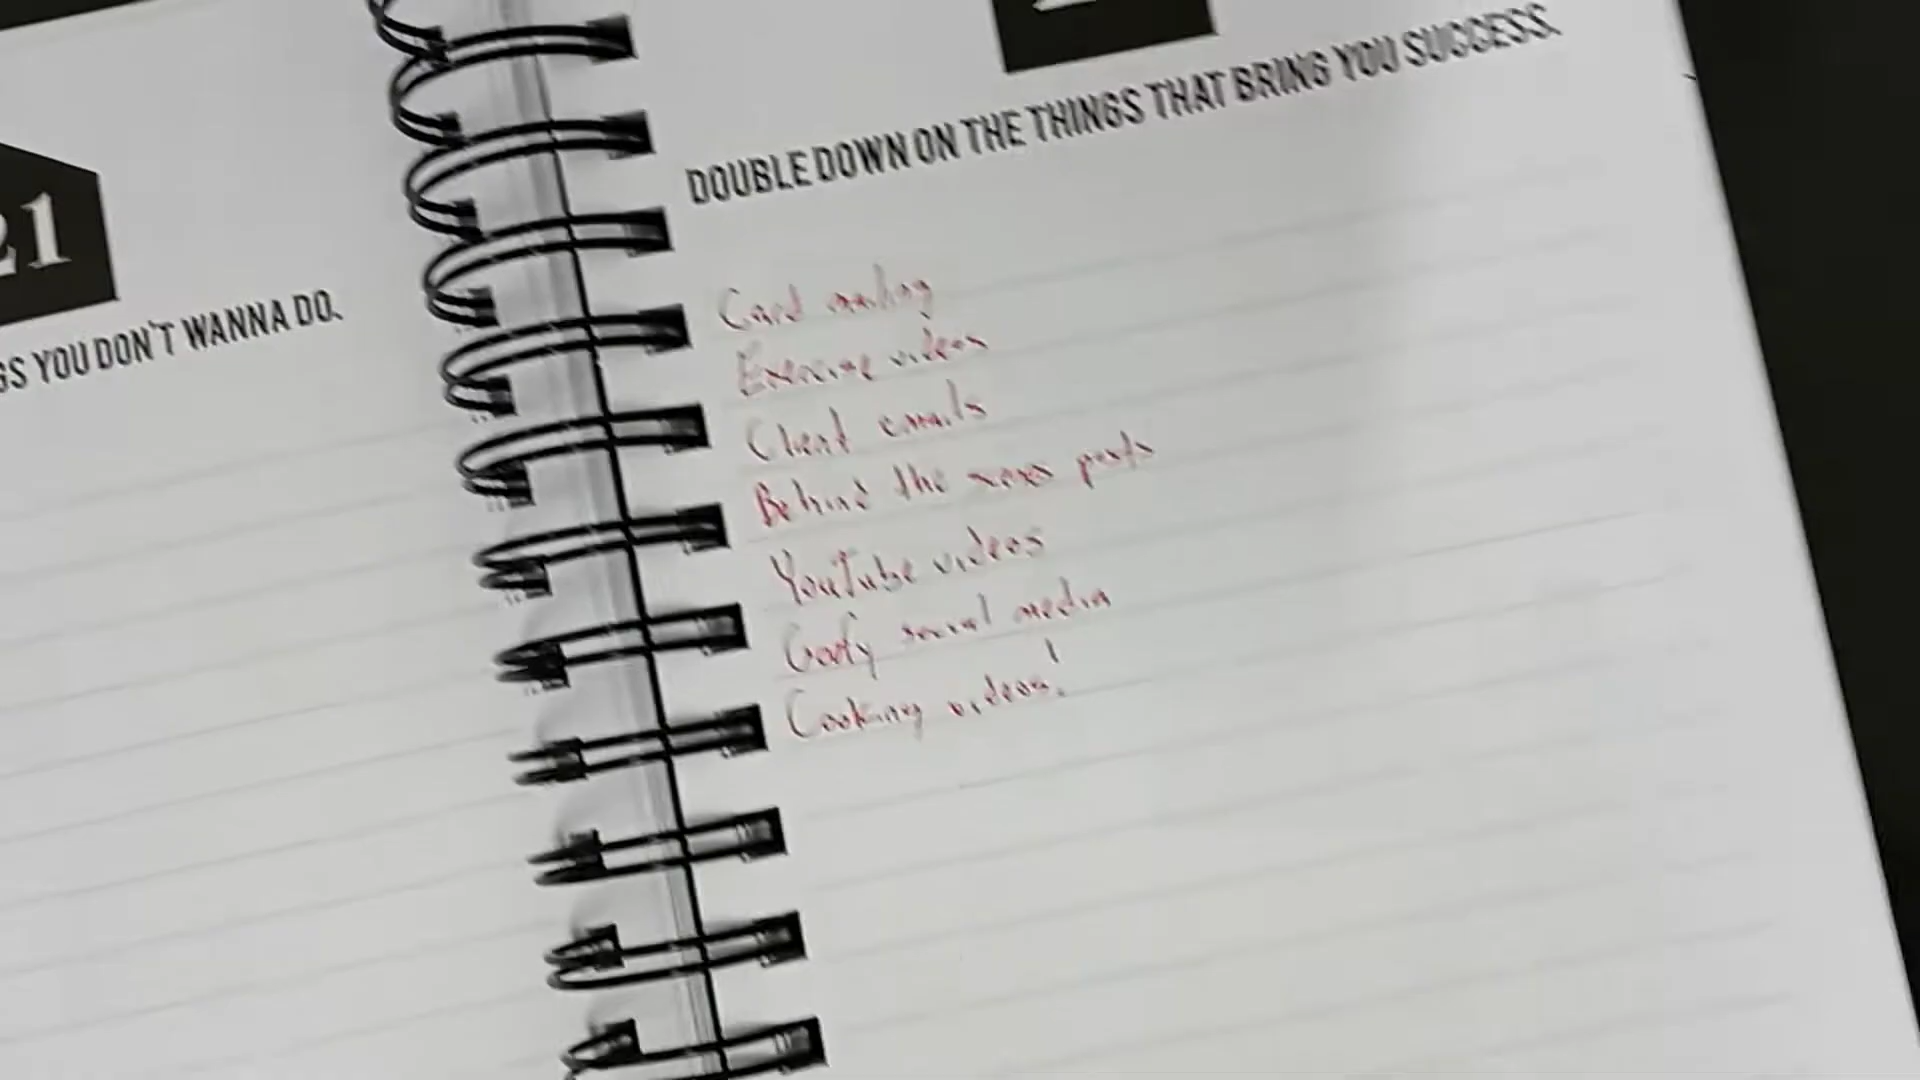 21
GS YOU DON'T WANNA DO.
DOUBLE DOWN ON THE THINGS THAT BRING YOU SUCCESS.
Card mailing
Exercise videos
Client emails
Behind the scenes posts
YouTube videos
Goofy social media
Cooking videos!